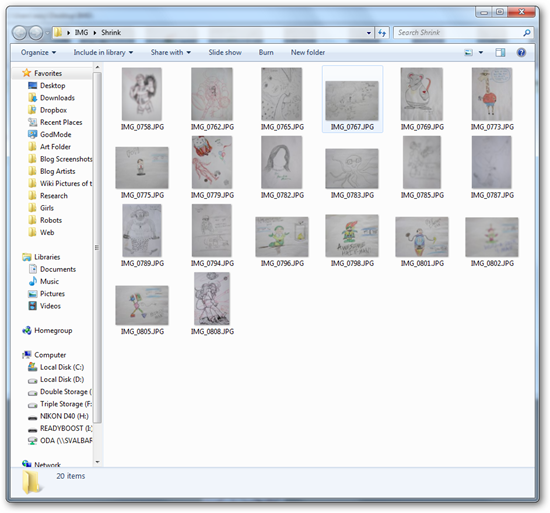 IMG
Shrink
Search Shrink
Organize
Include in library
Share with
Slide show
Burn
New folder
Favorites
Desktop
Downloads
Dropbox
Recent Places
GodMode
Art Folder
Blog Screenshots
Blog Artists
Wiki Pictures of t
Research
Girls
Robots
Web
Libraries
Documents
Music
Pictures
Videos
Homegroup
Computer
Local Disk (C:)
Local Disk (D:)
Double Storage (
Triple Storage (F:
NIKON D40 (H:)
READYBOOST (I:)
ODA (\\SVALBAR
Network
IMG_0758.JPG IMG_0762.JPG IMG_0765.JPG IMG_0767.JPG IMG_0769.JPG IMG_0773.JPG
IMG_0775.JPG IMG_0779.JPG IMG_0782.JPG IMG_0783.JPG IMG_0785.JPG IMG_0787.JPG
IMG_0789.JPG IMG_0794.JPG IMG_0796.JPG IMG_0798.JPG IMG_0801.JPG IMG_0802.JPG
IMG_0805.JPG IMG_0808.JPG
20 items